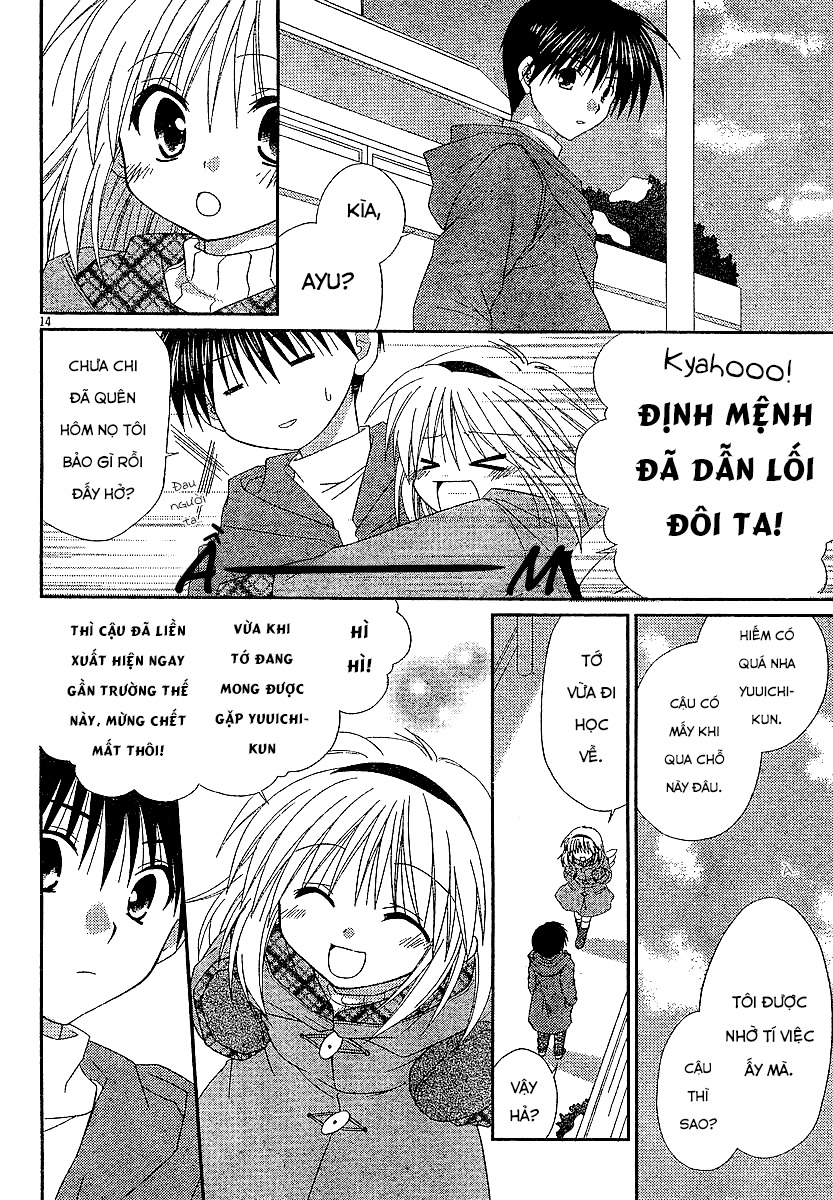 KÌA,
AYU?
14
Kyahooo!
ĐỊNH MỆNH
ĐÃ DẪN LỐI
ĐÔI TA!
ẦM
CHƯA CHI
ĐÃ QUÊN
HÔM NỌ TÔI
BẢO GÌ RỒI
ĐẤY HỞ?
Đau
người
ta
HIẾM CÓ
QUÁ NHA
YUUICHI-
KUN.
CẬU CÓ
MẤY KHI
QUA CHỖ
NÀY ĐÂU.
TÔI ĐƯỢC
NHỜ TÍ VIỆC
ẤY MÀ.
CẬU
THÌ
SAO?
TỚ
VỪA ĐI
HỌC
VỀ.
VẬY
HẢ?
HÌ
HÌ!
VỪA KHI
TỚ ĐANG
MONG ĐƯỢC
GẶP YUUICHI-
KUN
THÌ CẬU ĐÃ LIỀN
XUẤT HIỆN NGAY
GẦN TRƯỜNG THẾ
NÀY, MỪNG CHẾT
MẤT THÔI!